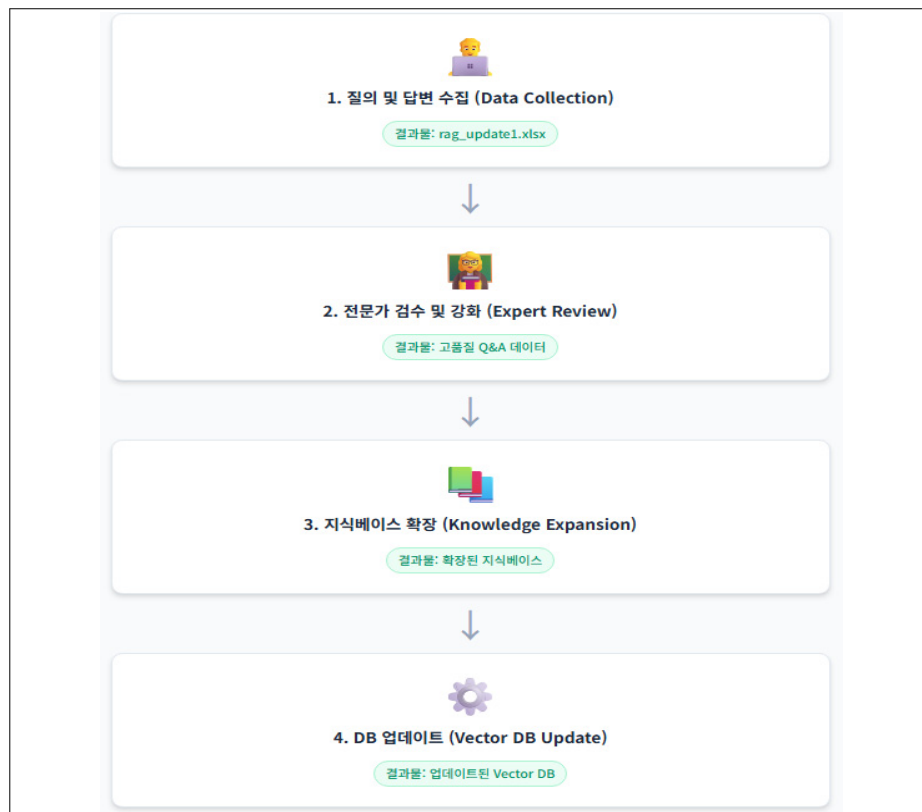 1. 질의 및 답변 수집 (Data Collection)
결과물: rag_update1.xlsx
2. 전문가 검수 및 강화 (Expert Review)
결과물: 고품질 Q&A 데이터
3. 지식베이스 확장 (Knowledge Expansion)
결과물: 확장된 지식베이스
4. DB 업데이트 (Vector DB Update)
결과물: 업데이트된 Vector DB